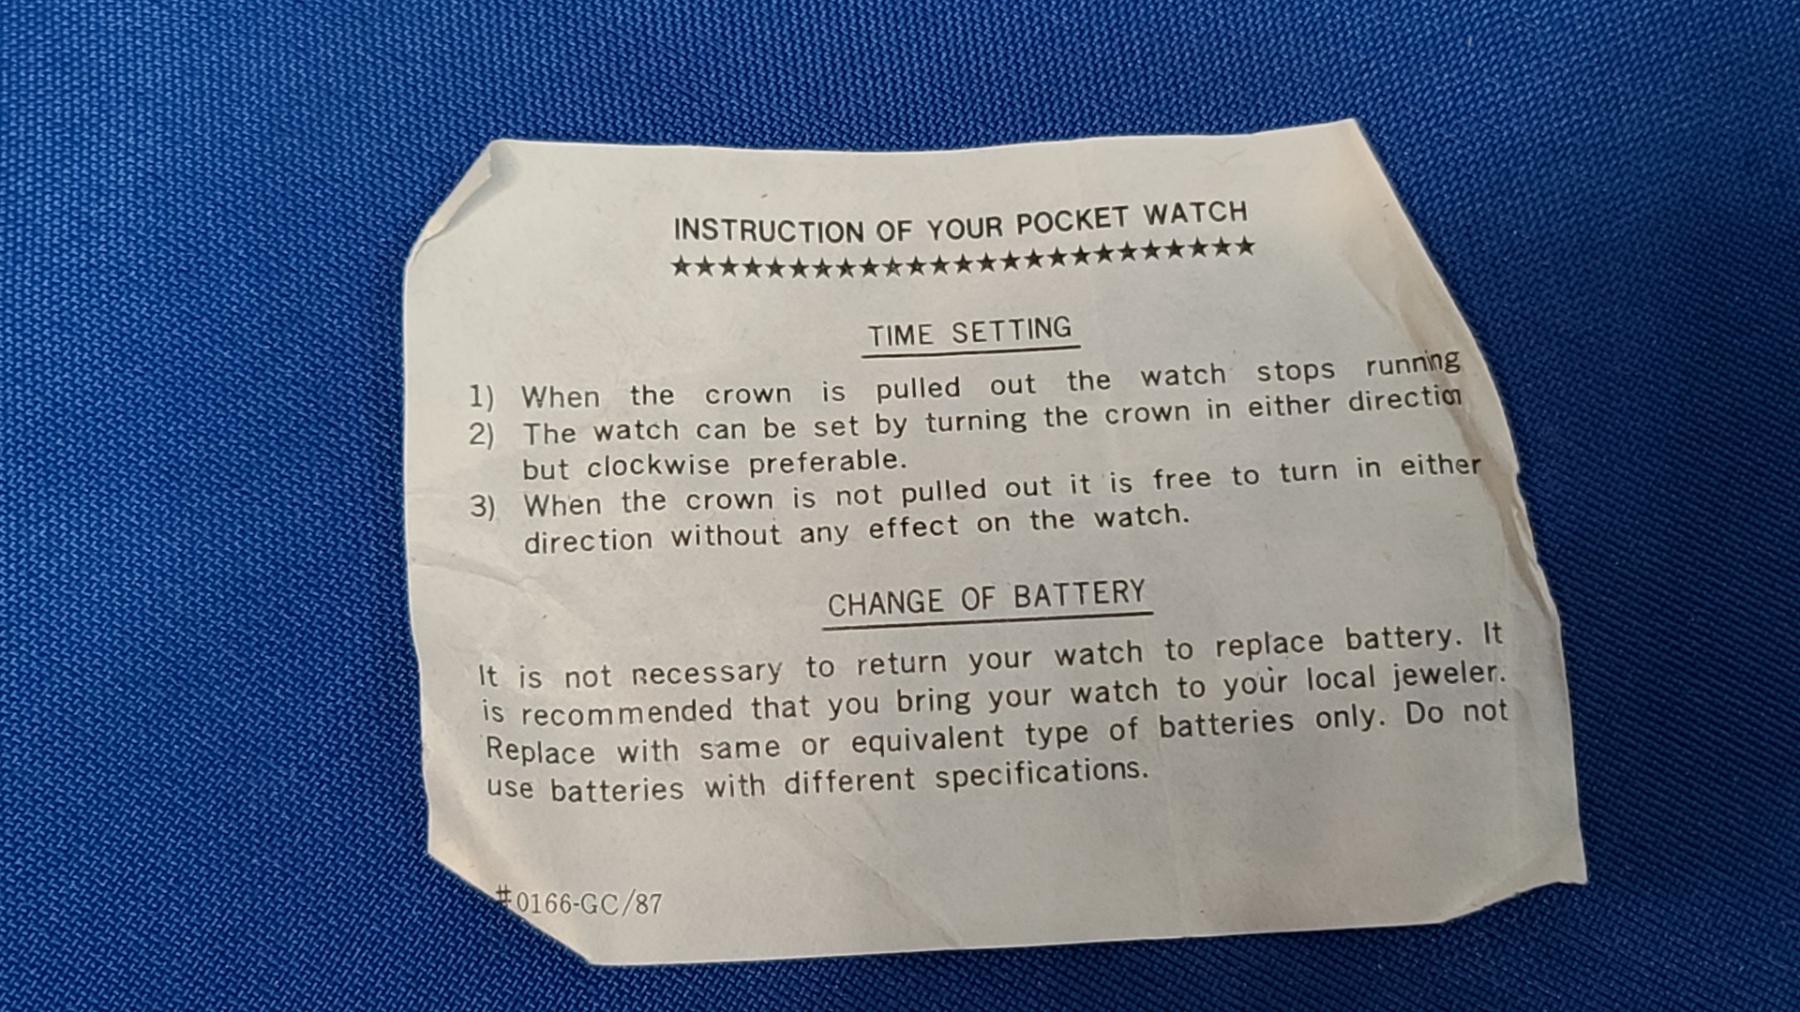 INSTRUCTION OF YOUR POCKET WATCH
★★★★★★★★★★★★★★★★★★★★★★★★★
TIME SETTING
1) When the crown is pulled out the watch stops running
2) The watch can be set by turning the crown in either direction
but clockwise preferable.
3) When the crown is not pulled out it is free to turn in either
direction without any effect on the watch.
CHANGE OF BATTERY
It is not necessary to return your watch to replace battery. It
is recommended that you bring your watch to your local jeweler.
Replace with same or equivalent type of batteries only. Do not
use batteries with different specifications.
#0166-GC/87